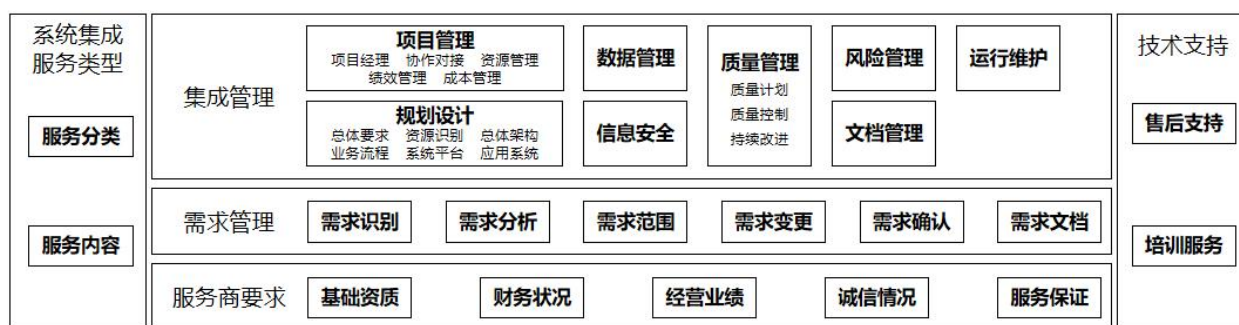 系统集成
服务类型
服务分类
服务内容
集成管理
项目管理
项目经理 协作对接 资源管理
绩效管理 成本管理
规划设计
总体要求 资源识别 总体架构
业务流程 系统平台 应用系统
数据管理
信息安全
质量管理
质量计划
质量控制
持续改进
风险管理
文档管理
运行维护
需求管理
需求识别 需求分析 需求范围 需求变更 需求确认 需求文档
服务商要求
基础资质 财务状况 经营业绩 诚信情况 服务保证
技术支持
售后支持
培训服务